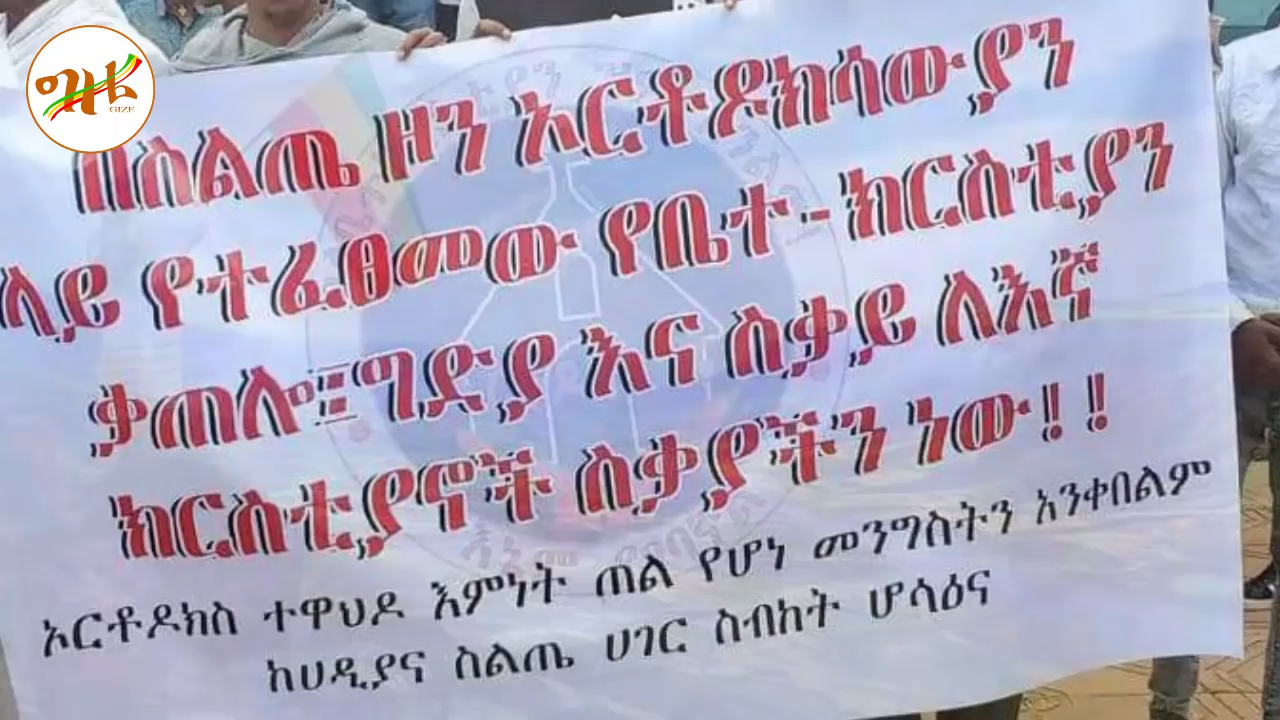 ግዜ
GIZE
በስልጤ ዞን ኦርቶዶክሳውያን
ላይ የተፈፀመው የቤተ-ክርስቲያን
ቃጠሎ፤ግድያ እና ስቃይ ለእኛ
ክርስቲያኖች ስቃያችን ነው!!
ኦርቶዶክስ ተዋህዶ እምነት ጠል የሆነ መንግስትን አንቀበልም
ከሀዲያና ስልጤ ሀገር ስብከት ሆሳዕና